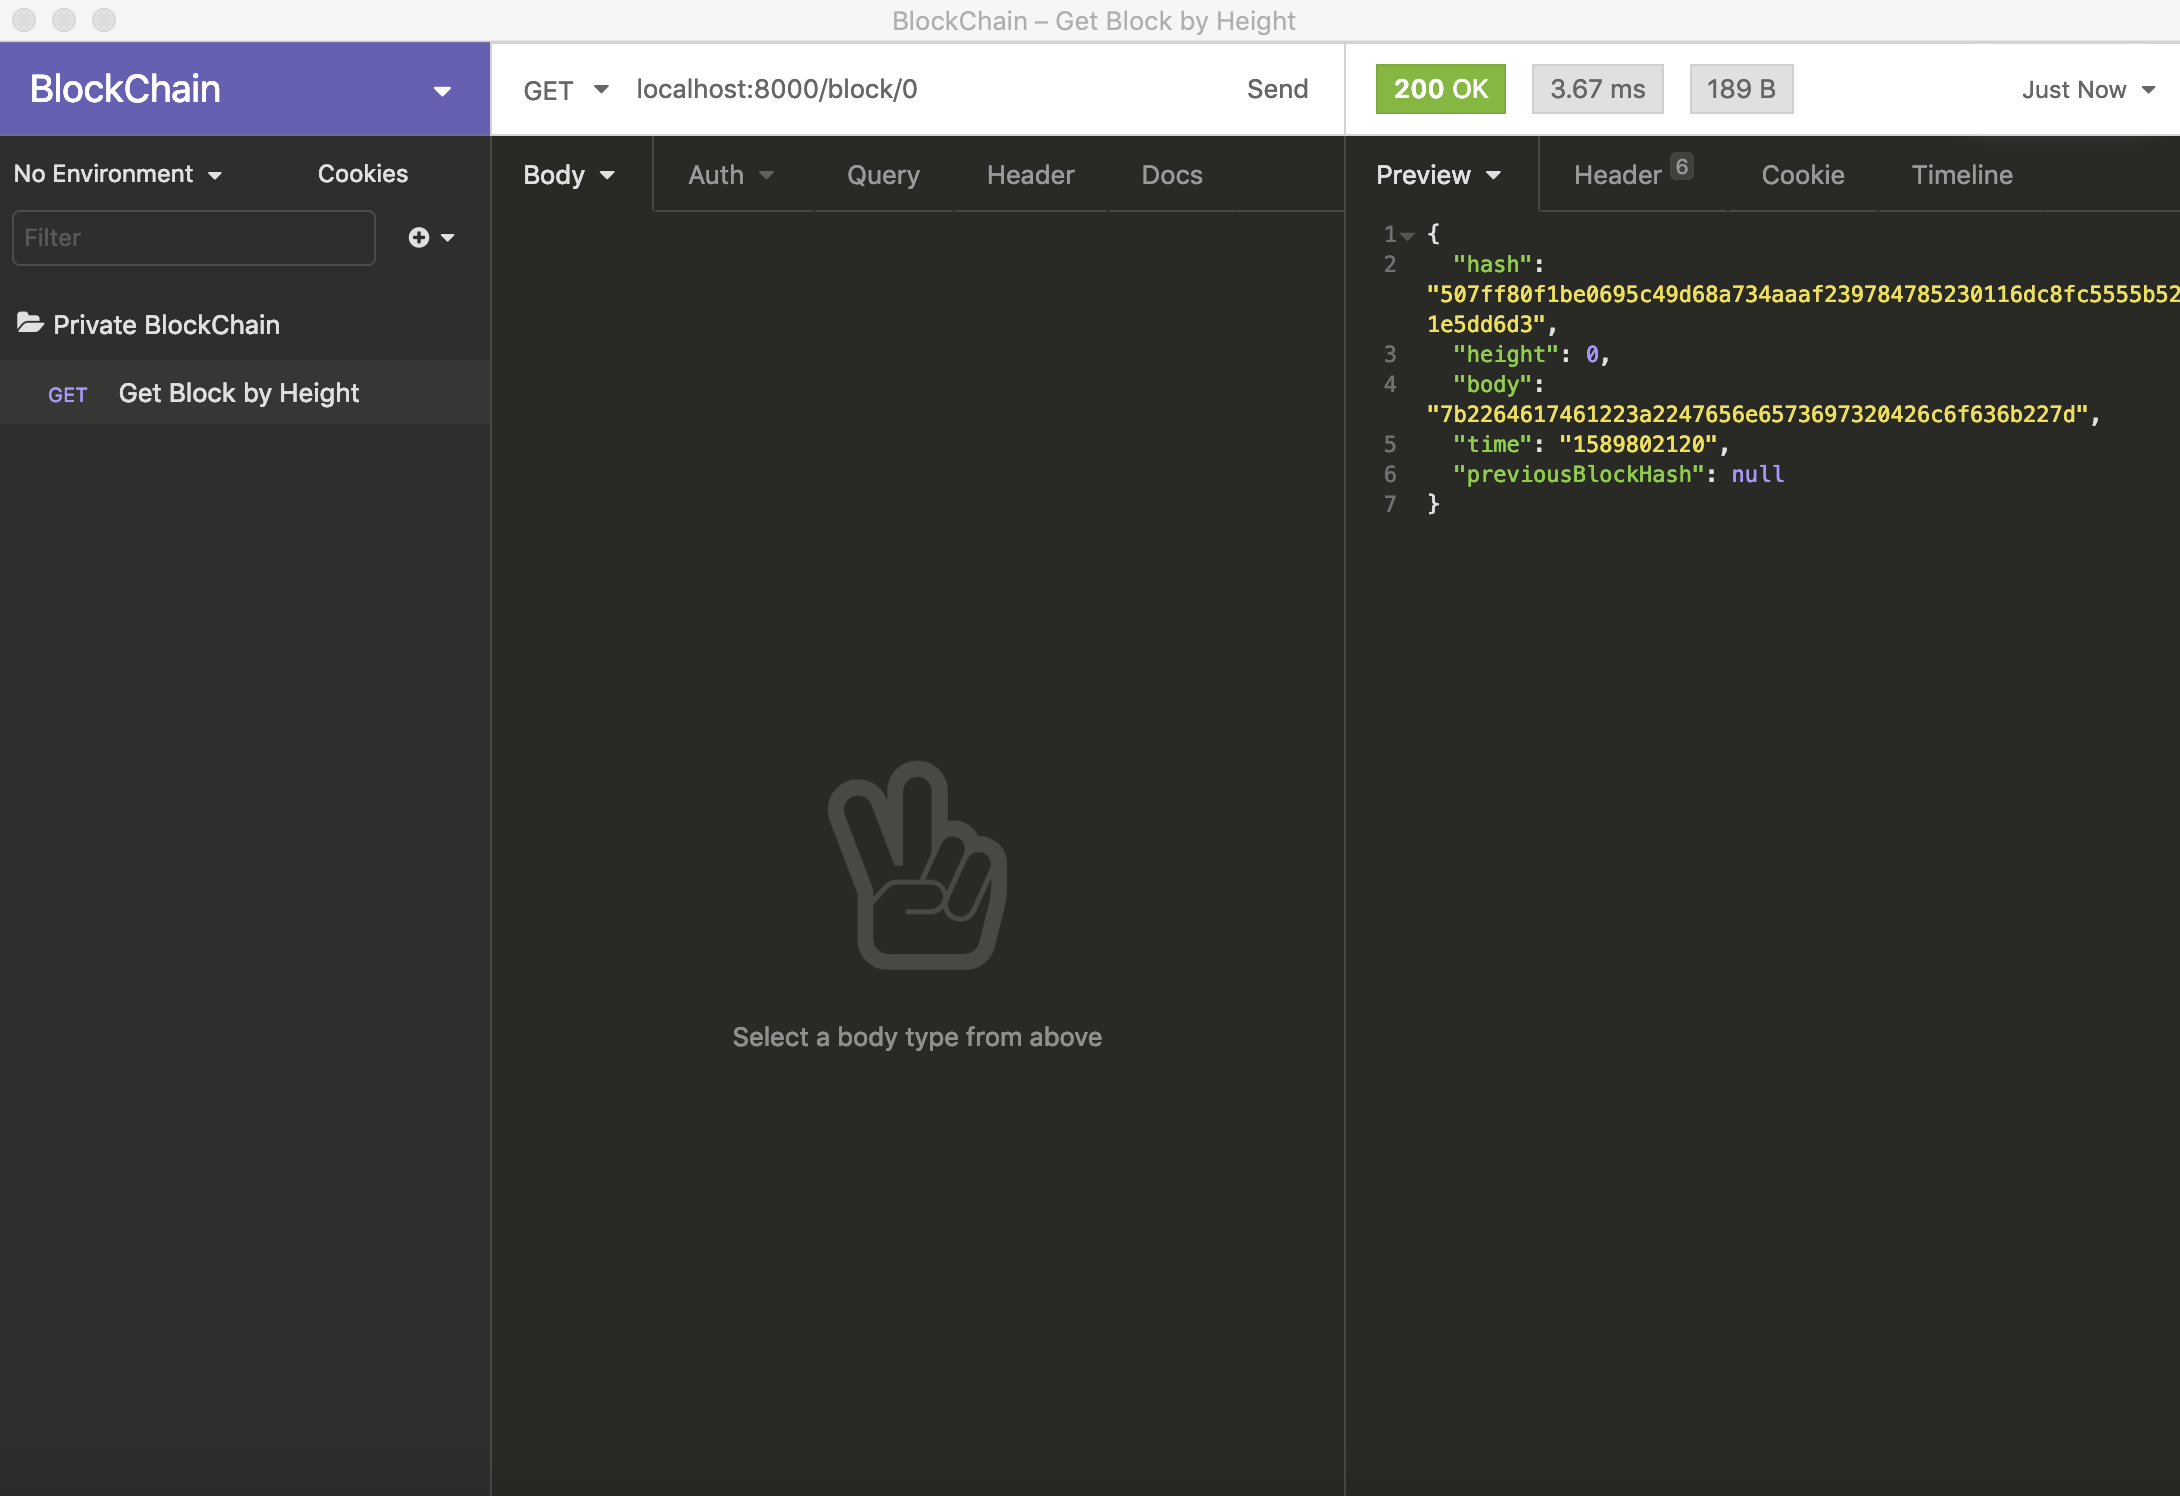 BlockChain – Get Block by Height
BlockChain
GET localhost:8000/block/0 Send
200 OK 3.67 ms 189 B Just Now
No Environment Cookies
Filter
Private BlockChain
GET Get Block by Height
Body Auth Query Header Docs
Select a body type from above
Preview Header 6 Cookie Timeline
1 {
2 "hash":
"507ff80f1be0695c49d68a734aaaf239784785230116dc8fc5555b52
1e5dd6d3",
3 "height": 0,
4 "body":
"7b2264617461223a2247656e6573697320426c6f636b227d",
5 "time": "1589802120",
6 "previousBlockHash": null
7 }